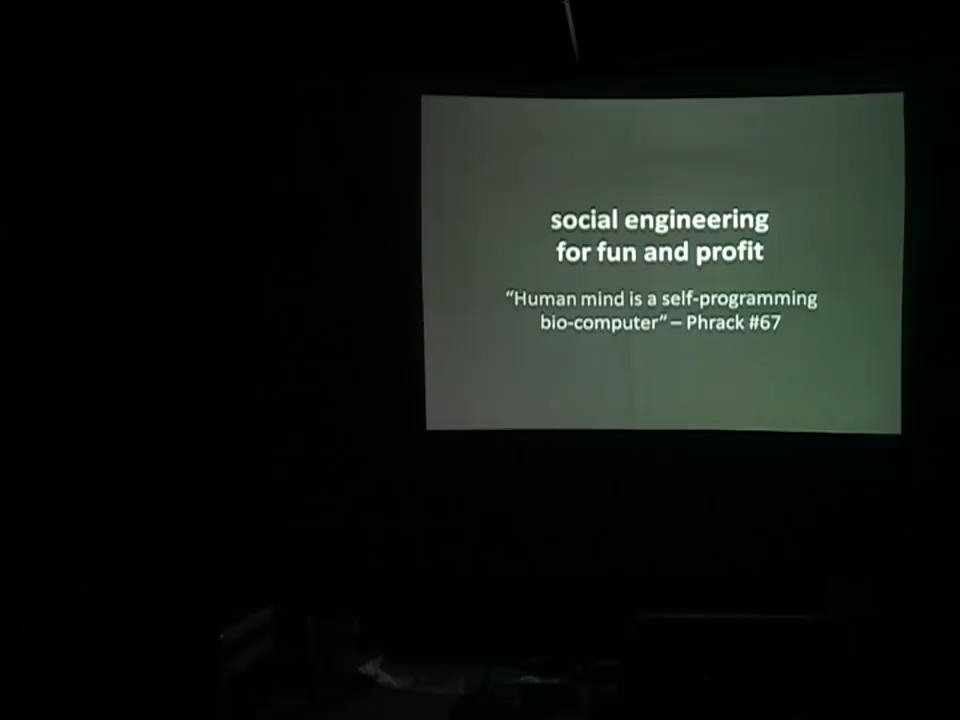 social engineering
for fun and profit
“Human mind is a self-programming
bio-computer” – Phrack #67